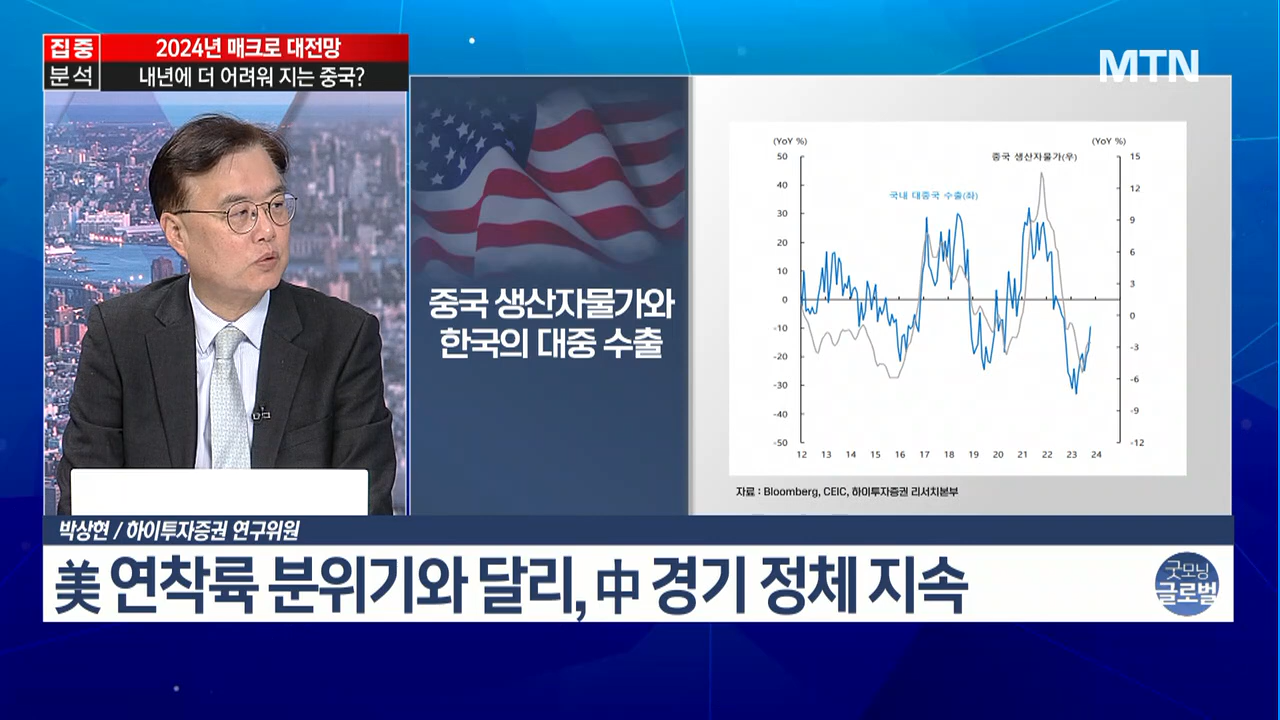 집중
분석
2024년 매크로 대전망
내년에 더 어려워 지는 중국?
MTN
중국 생산자물가와
한국의 대중 수출
(YoY %)
(YoY %)
중국 생산자물가(우)
국내 대중국 수출(좌)
50
40
30
20
10
0
-10
-20
-30
-40
-50
15
12
9
6
3
0
-3
-6
-9
-12
12 13 14 15 16 17 18 19 20 21 22 23 24
자료 : Bloomberg, CEIC, 하이투자증권 리서치본부
박상현 / 하이투자증권 연구위원
美 연착륙 분위기와 달리, 中 경기 정체 지속
굿모닝
글로벌